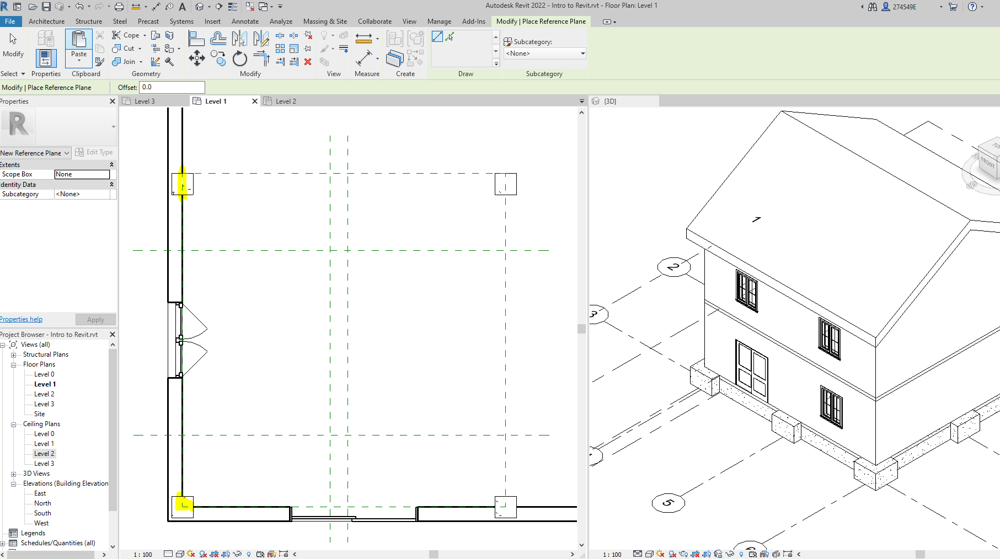 Autodesk Revit 2022 - Intro to Revit.rvt - Floor Plan: Level 1
274549E
File Architecture Structure Steel Precast Systems Insert Annotate Analyze Massing & Site Collaborate View Manage Add-Ins Modify | Place Reference Plane
Modify
Paste
Cope
Cut
Join
Subcategory:
<None>
Select Properties Clipboard Geometry Modify View Measure Create Draw Subcategory
Modify | Place Reference Plane Offset: 0.0
Properties
Level 3 Level 1 Level 2 {3D}
R
New Reference Plane Edit Type
Extents
Scope Box None
Identity Data
Subcategory <None>
Properties help Apply
Project Browser - Intro to Revit.rvt
Views (all)
Structural Plans
Floor Plans
Level 0
Level 1
Level 2
Level 3
Site
Ceiling Plans
Level 0
Level 1
Level 2
Level 3
3D Views
Elevations (Building Elevation
East
North
South
West
Legends
Schedules/Quantities (all)
1 : 100
1
2
3
5
6
FRONT
1 : 100